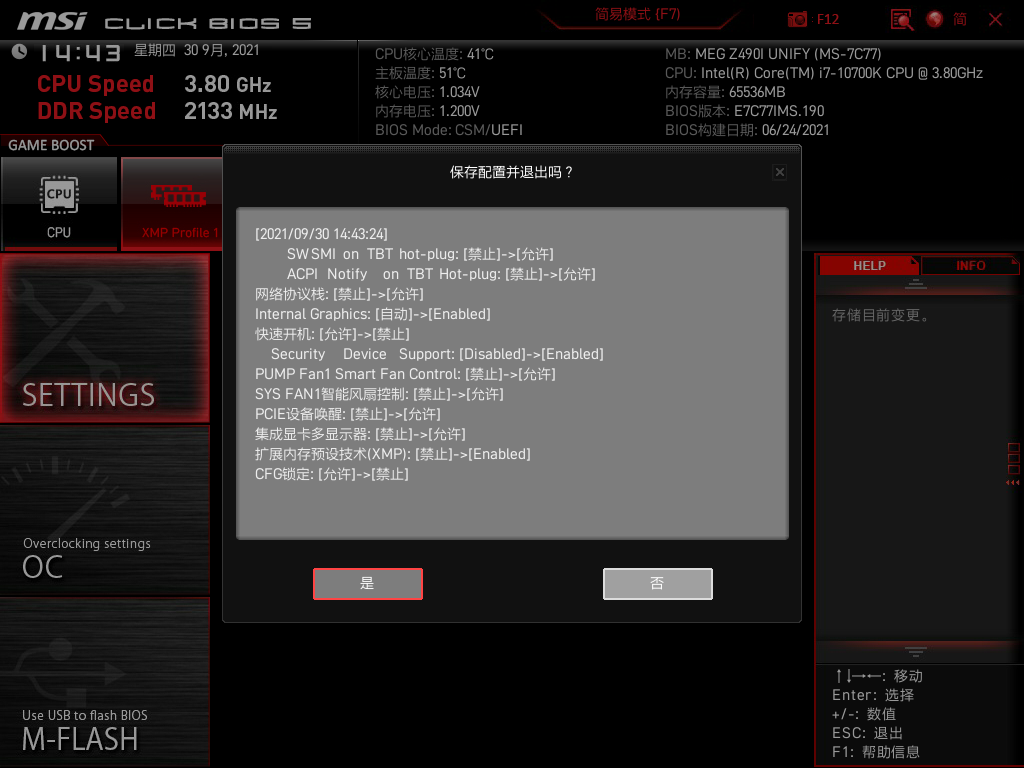 msi CLICK BIOS 5
简易模式 (F7)
F12
简
14:43 星期四 30 9月, 2021
CPU Speed 3.80 GHz
DDR Speed 2133 MHz
CPU核心温度: 41°C
主板温度: 51°C
核心电压: 1.034V
内存电压: 1.200V
BIOS Mode: CSM/UEFI
MB: MEG Z490I UNIFY (MS-7C77)
CPU: Intel(R) Core(TM) i7-10700K CPU @ 3.80GHz
内存容量: 65536MB
BIOS版本: E7C77IMS.190
BIOS构建日期: 06/24/2021
GAME BOOST
CPU
CPU
XMP Profile 1
保存配置并退出吗？
[2021/09/30 14:43:24]
SWSMI on TBT hot-plug: [禁止]->[允许]
ACPI Notify on TBT Hot-plug: [禁止]->[允许]
网络协议栈: [禁止]->[允许]
Internal Graphics: [自动]->[Enabled]
快速开机: [允许]->[禁止]
Security Device Support: [Disabled]->[Enabled]
PUMP Fan1 Smart Fan Control: [禁止]->[允许]
SYS FAN1智能风扇控制: [禁止]->[允许]
PCIE设备唤醒: [禁止]->[允许]
集成显卡多显示器: [禁止]->[允许]
扩展内存预设技术(XMP): [禁止]->[Enabled]
CFG锁定: [允许]->[禁止]
是
否
SETTINGS
Overclocking settings
OC
Use USB to flash BIOS
M-FLASH
HELP
INFO
存储目前变更。
↑↓→←: 移动
Enter: 选择
+/-: 数值
ESC: 退出
F1: 帮助信息